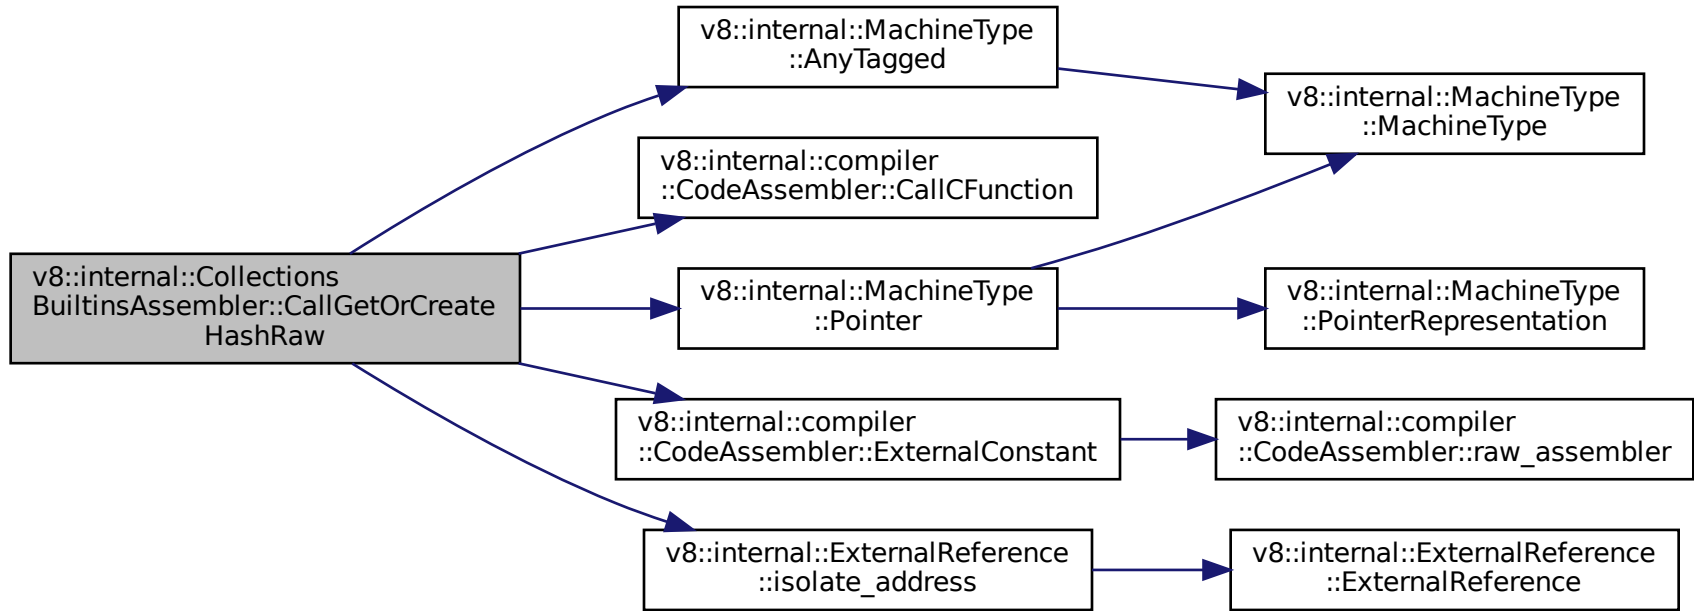 v8::internal::MachineType
::AnyTagged
v8::internal::MachineType
::MachineType
v8::internal::compiler
::CodeAssembler::CallCFunction
v8::internal::Collections
BuiltinsAssembler::CallGetOrCreate
HashRaw
v8::internal::MachineType
::Pointer
v8::internal::MachineType
::PointerRepresentation
v8::internal::compiler
::CodeAssembler::ExternalConstant
v8::internal::compiler
::CodeAssembler::raw_assembler
v8::internal::ExternalReference
::isolate_address
v8::internal::ExternalReference
::ExternalReference